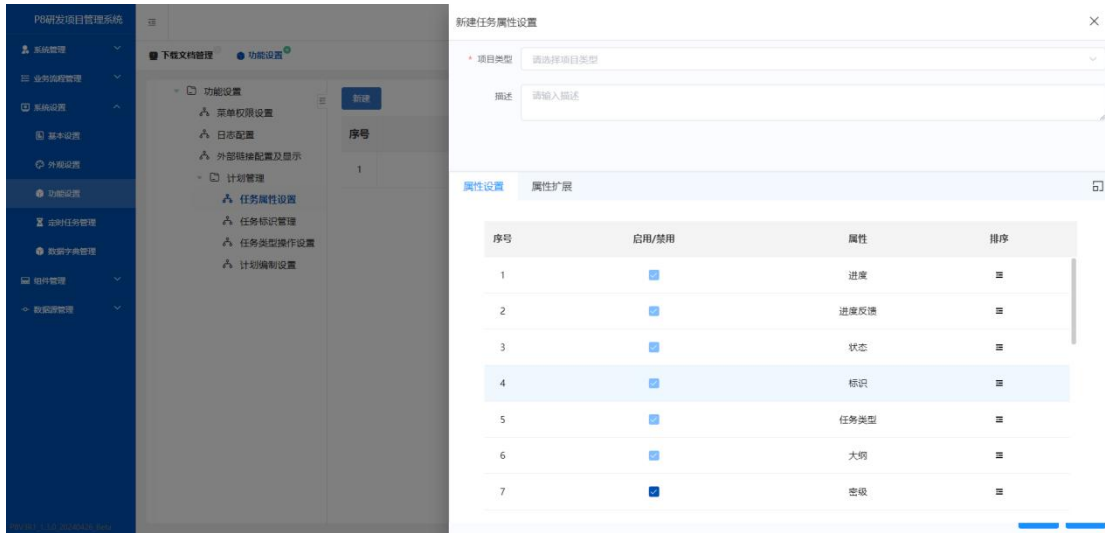 P8研发项目管理系统
系统管理
业务流程管理
系统设置
基本设置
外观设置
功能设置
定时任务管理
数据字典管理
组件管理
数据源管理
下载文档管理
功能设置
功能设置
菜单权限设置
日志配置
外部链接配置及显示
计划管理
任务属性设置
任务标识管理
任务类型操作设置
计划编制设置
新建
序号
1
新建任务属性设置
* 项目类型 请选择项目类型
描述 请输入描述
属性设置 属性扩展
序号 启用/禁用 属性 排序
1 进度
2 进度反馈
3 状态
4 标识
5 任务类型
6 大纲
7 密级